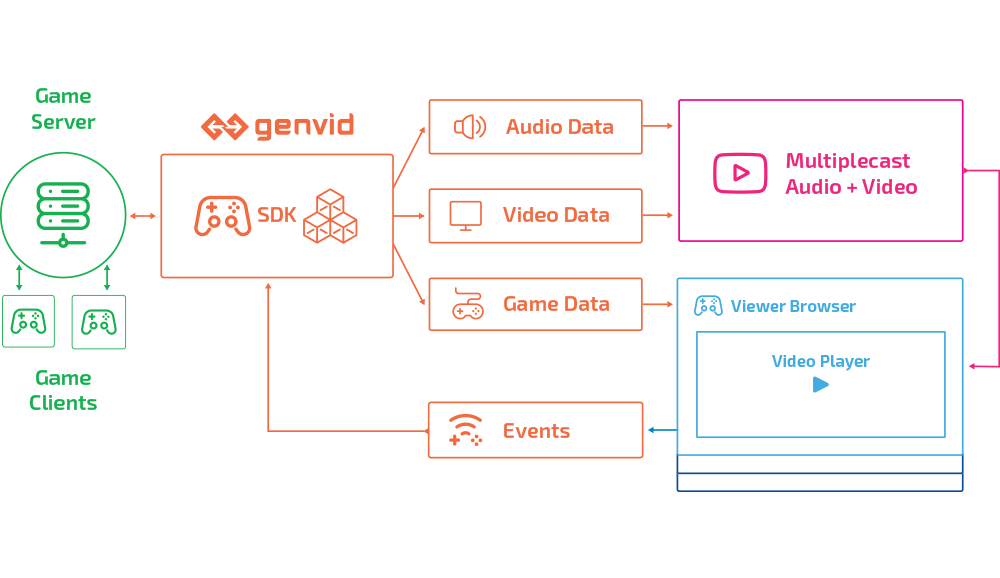 Game
Server
genvid
SDK
Audio Data
Video Data
Game Data
Events
Multiplecast
Audio + Video
Viewer Browser
Video Player
Game
Clients